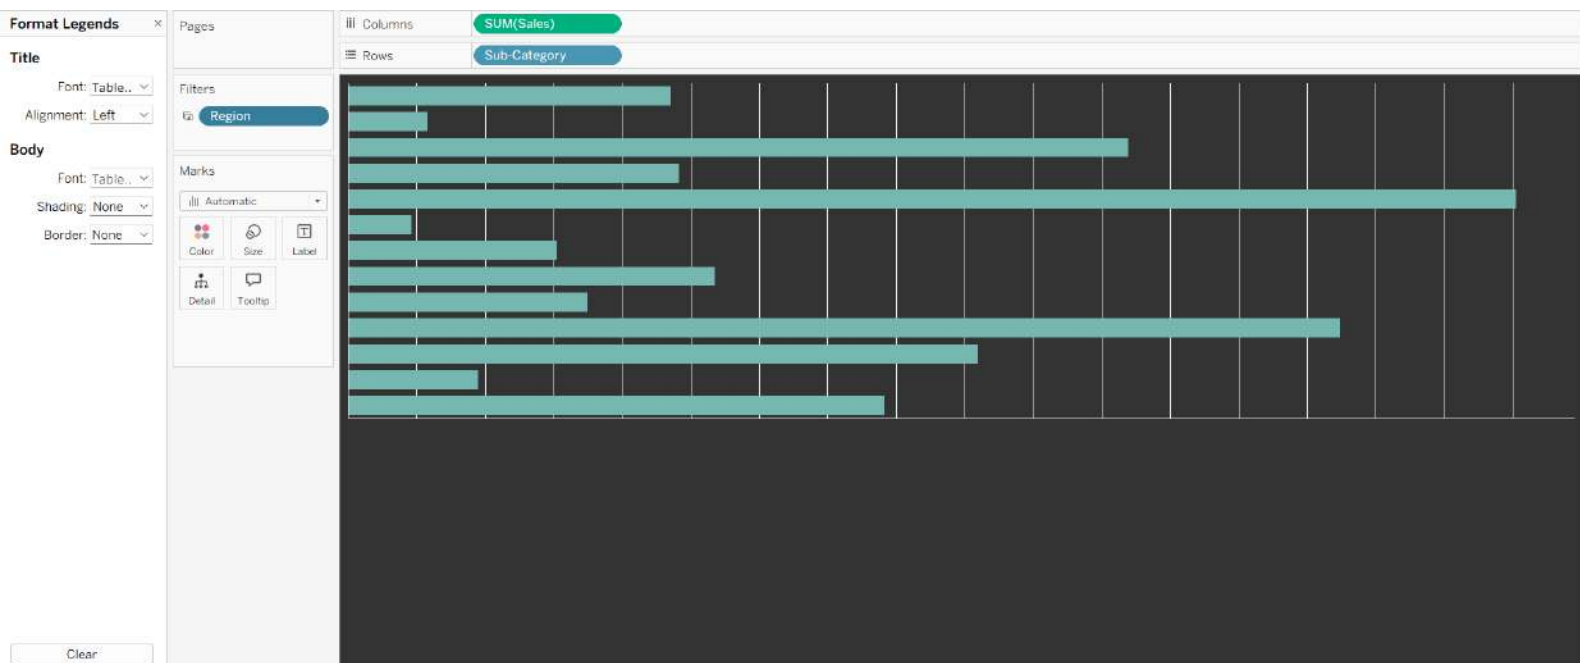 Format Legends ×
Title
Font: Table..
Alignment: Left
Body
Font: Table..
Shading: None
Border: None
Clear
Pages
Filters
Region
Marks
Automatic
Color Size Label
Detail Tooltip
Columns SUM(Sales)
Rows Sub-Category